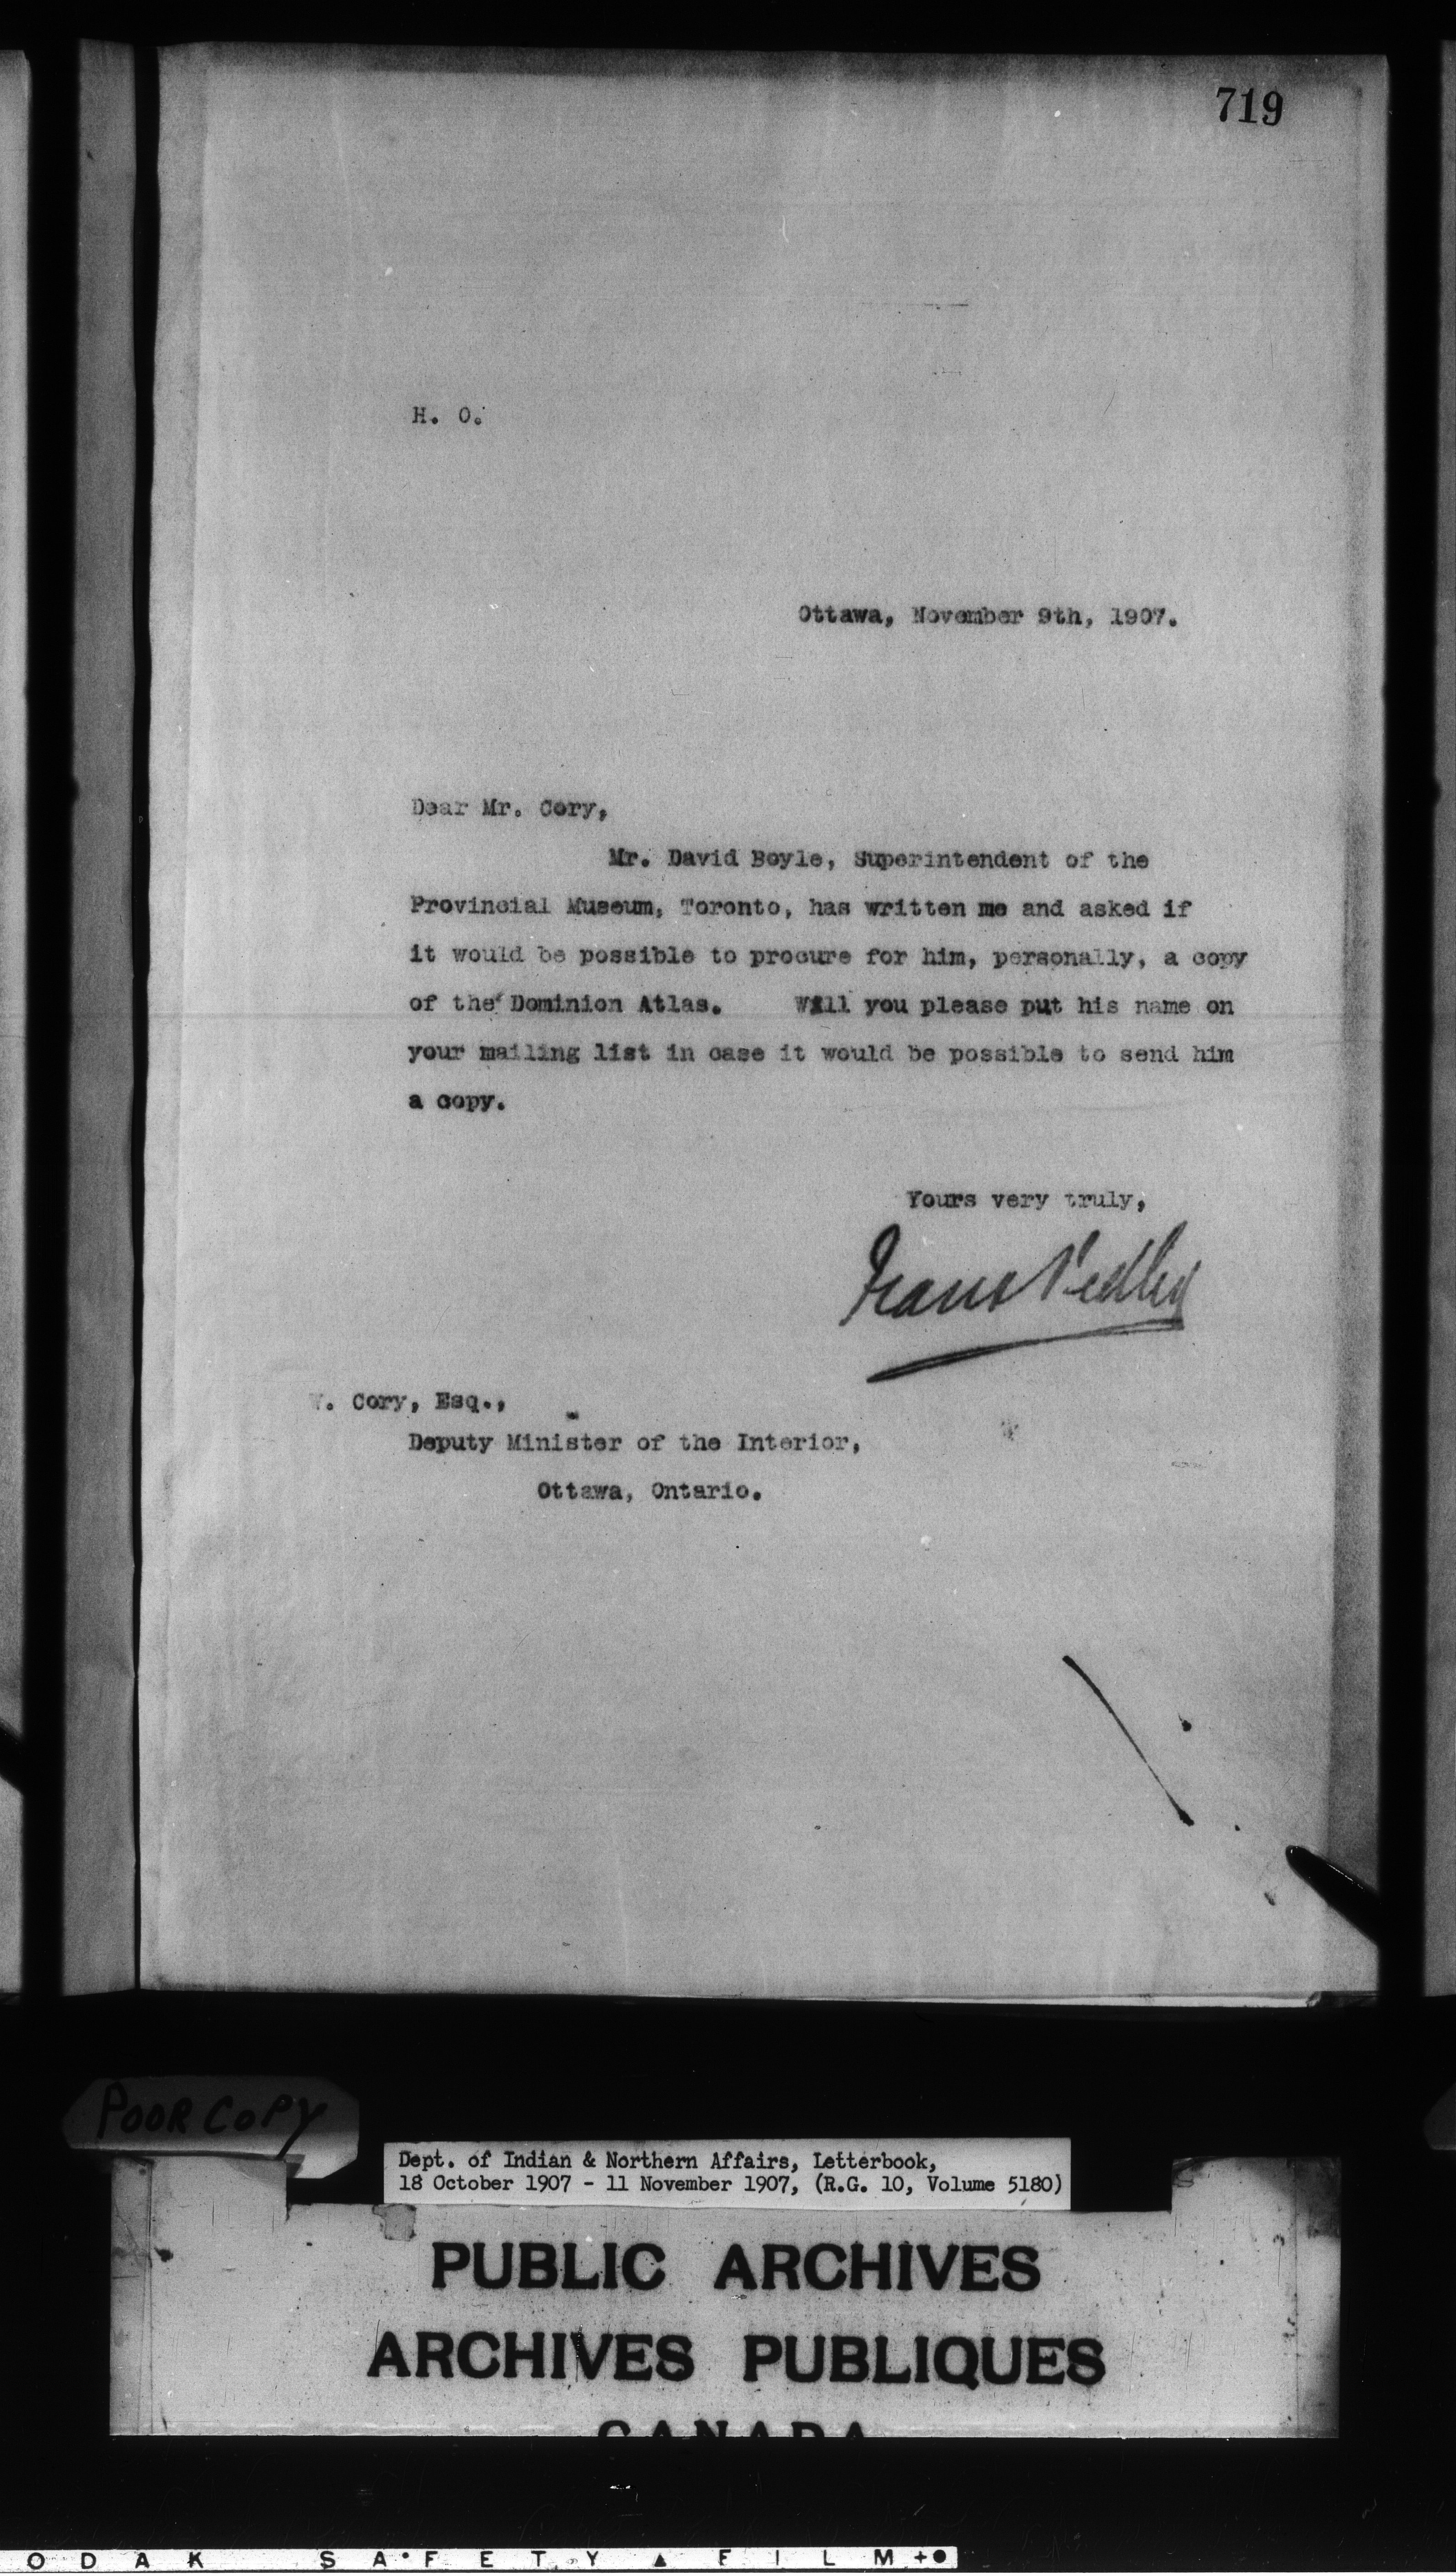 719
H. O.
Ottawa, November 9th, 1907.
Dear Mr. Cory,
Mr. David Boyle, Superintendent of the
Provincial Museum, Toronto, has written me and asked if
it would be possible to procure for him, personally, a copy
of the Dominion Atlas. Will you please put his name on
your mailing list in case it would be possible to send him
a copy.
Yours very truly,
Frank Pedley
W. Cory, Esq.,
Deputy Minister of the Interior,
Ottawa, Ontario.
POOR COPY
Dept. of Indian & Northern Affairs, Letterbook,
18 October 1907 - 11 November 1907, (R.G. 10, Volume 5180)
PUBLIC ARCHIVES
ARCHIVES PUBLIQUES
CANADA
ODAK SAFETY FILM